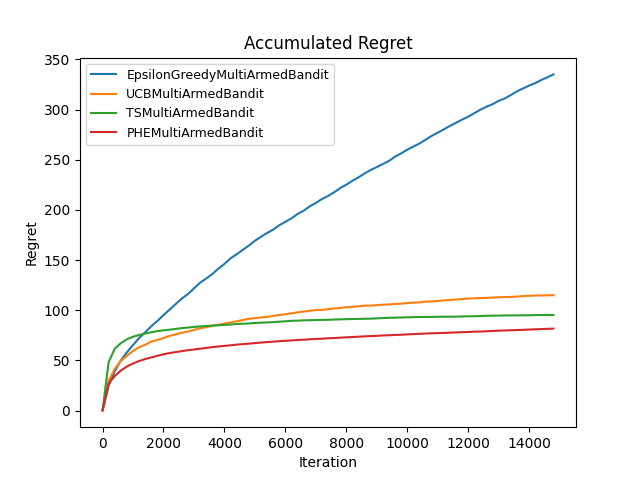 Accumulated Regret
EpsilonGreedyMultiArmedBandit
UCBMultiArmedBandit
TSMultiArmedBandit
PHEMultiArmedBandit
Regret
350
300
250
200
150
100
50
0
0 2000 4000 6000 8000 10000 12000 14000
Iteration